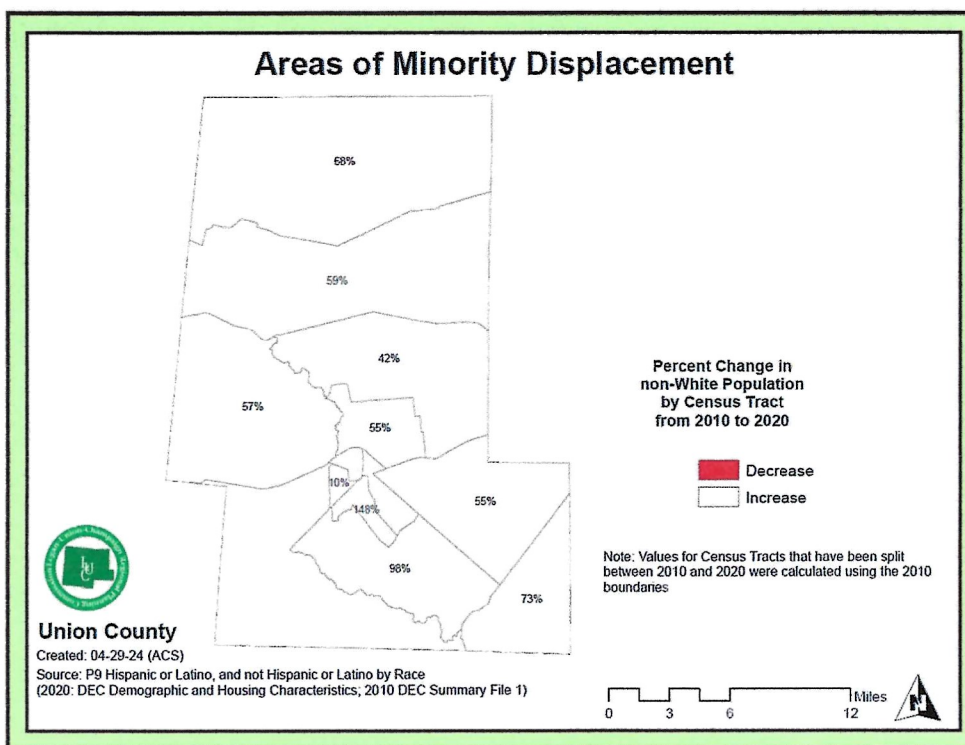 Areas of Minority Displacement
68%
59%
42%
57%
55%
10%
148%
55%
98%
73%
Percent Change in
non-White Population
by Census Tract
from 2010 to 2020
Decrease
Increase
Note: Values for Census Tracts that have been split
between 2010 and 2020 were calculated using the 2010
boundaries
LUC
Union County
Created: 04-29-24 (ACS)
Source: P9 Hispanic or Latino, and not Hispanic or Latino by Race
(2020: DEC Demographic and Housing Characteristics; 2010 DEC Summary File 1)
Miles
0 3 6 12
N